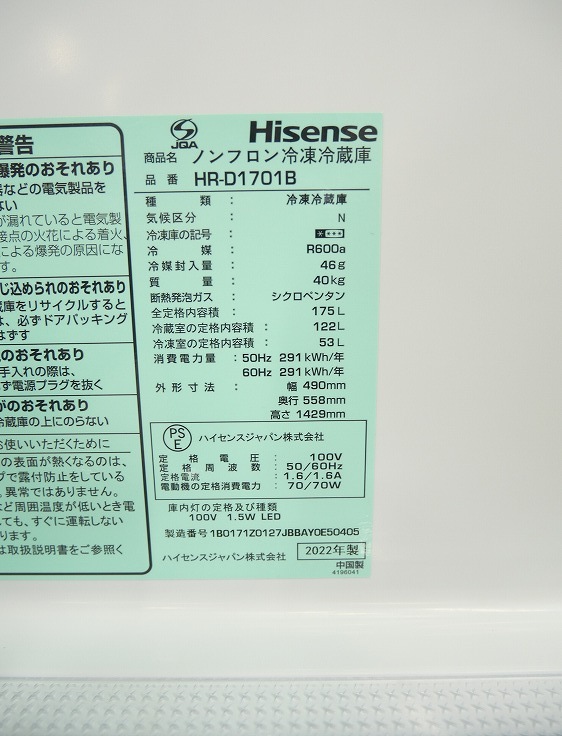 警告
爆発のおそれあり
器などの電気製品を
ない
が漏れていると電気製
接点の火花による着火、
による爆発の原因にな
す。
じ込められのおそれあり
蔵庫をリサイクルすると
は、必ずドアパッキング
はずす
のおそれあり
手入れの際は、
ず電源プラグを抜く
がのおそれあり
冷蔵庫の上にのらない
お使いいただくために
の表面が熱くなるのは、
プで露付防止をしている
異常ではありません。
など周囲温度が低いとき電
ても、すぐに運転しない
ります。
は取扱説明書をご参照く
JQA Hisense
商品名 ノンフロン冷凍冷蔵庫
品番 HR-D1701B
種類 : 冷凍冷蔵庫
気候区分 : N
冷凍庫の記号 : ****
冷媒 : R600a
冷媒封入量 : 46g
質量 : 40kg
断熱発泡ガス : シクロペンタン
全定格内容積 : 175L
冷蔵室の定格内容積 : 122L
冷凍室の定格内容積 : 53L
消費電力量 : 50Hz 291kWh/年
60Hz 291kWh/年
外形寸法 : 幅 490mm
奥行 558mm
高さ 1429mm
PSE ハイセンスジャパン株式会社
定格電圧 : 100V
定格周波数 : 50/60Hz
定格電流 : 1.6/1.6A
電動機の定格消費電力 : 70/70W
庫内灯の定格及び種類
100V 1.5W LED
製造番号 1B0171Z0127JBBAY0E50405
ハイセンスジャパン株式会社 2022年製
中国製
4196041